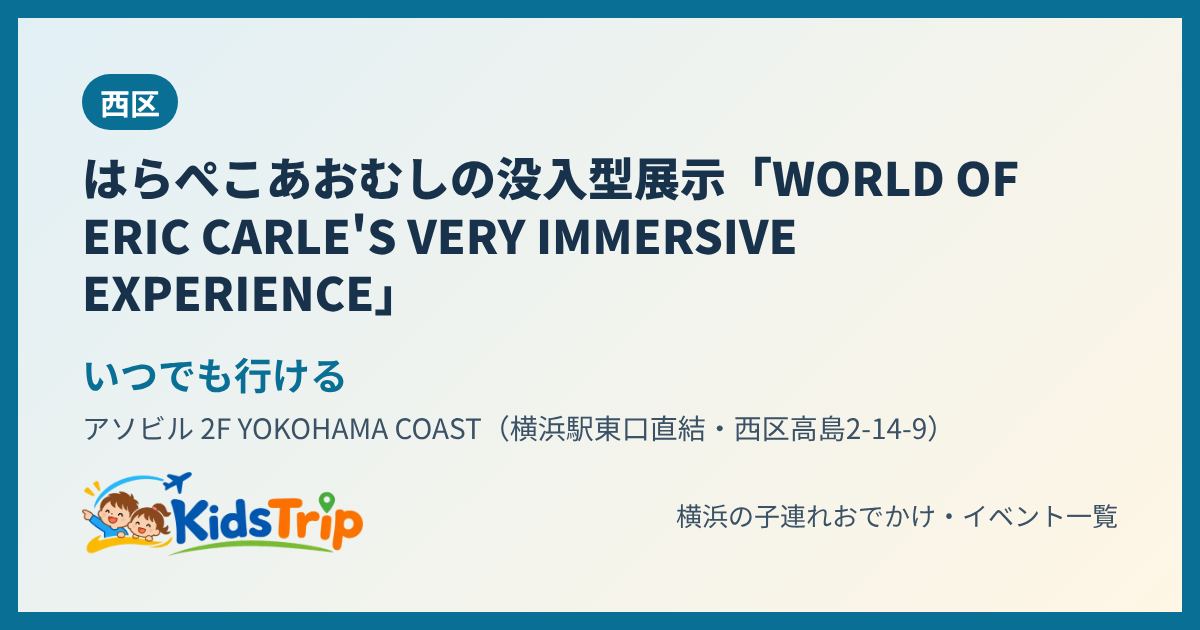 西区
はらぺこあおむしの没入型展示「WORLD OF
ERIC CARLE'S VERY IMMERSIVE
EXPERIENCE」
いつでも行ける
アソビル 2F YOKOHAMA COAST（横浜駅東口直結・西区高島2-14-9）
KidsTrip
横浜の子連れおでかけ・イベント一覧